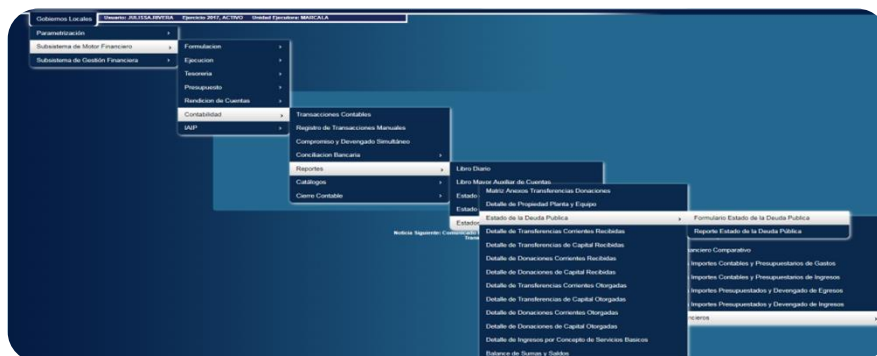 Gobiernos Locales
Usuario: JULISSA.RIVERA Ejercicio 2017, ACTIVO Unidad Ejecutora: MARCALA
Parametrización
Subsistema de Motor Financiero
Subsistema de Gestión Financiera
Formulacion
Ejecucion
Tesoreria
Presupuesto
Rendicion de Cuentas
Contabilidad
IAIP
Transacciones Contables
Registro de Transacciones Manuales
Compromiso y Devengado Simultáneo
Conciliacion Bancaria
Reportes
Catálogos
Cierre Contable
Libro Diario
Libro Mayor Auxiliar de Cuentas
Estado
Estado
Estados
Noticia Siguiente:
Matriz Anexos Transferencias Donaciones
Detalle de Propiedad Planta y Equipo
Estado de la Deuda Publica
Detalle de Transferencias Corrientes Recibidas
Detalle de Transferencias de Capital Recibidas
Detalle de Donaciones Corrientes Recibidas
Detalle de Donaciones de Capital Recibidas
Detalle de Transferencias Corrientes Otorgadas
Detalle de Transferencias de Capital Otorgadas
Detalle de Donaciones Corrientes Otorgadas
Detalle de Donaciones de Capital Otorgadas
Detalle de Ingresos por Concepto de Servicios Basicos
Balance de Sumas y Saldos
Formulario Estado de la Deuda Publica
Reporte Estado de la Deuda Pública
anciero Comparativo
Importes Contables y Presupuestarios de Gastos
Importes Contables y Presupuestarios de Ingresos
Importes Presupuestados y Devengado de Egresos
Importes Presupuestados y Devengado de Ingresos
ncieros